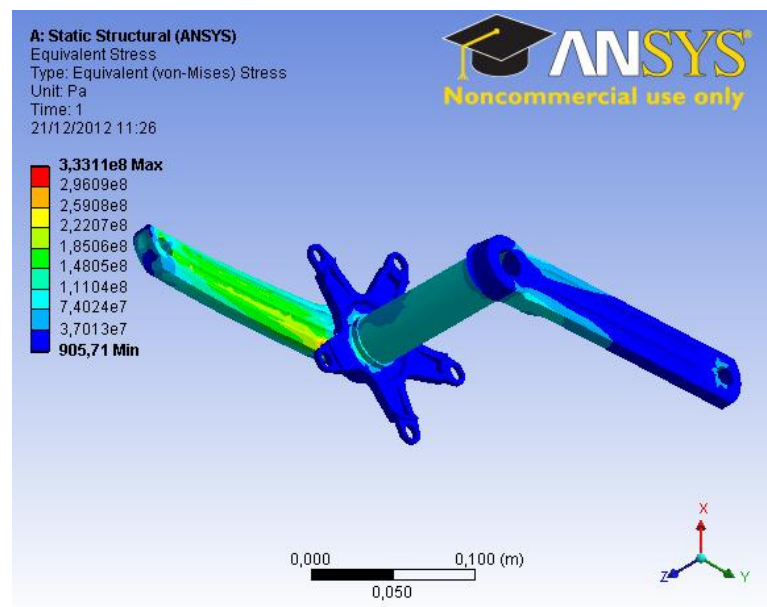 A: Static Structural (ANSYS)
Equivalent Stress
Type: Equivalent (von-Mises) Stress
Unit: Pa
Time: 1
21/12/2012 11:26
ANSYS®
Noncommercial use only
3,3311e8 Max
2,9609e8
2,5908e8
2,2207e8
1,8506e8
1,4805e8
1,1104e8
7,4024e7
3,7013e7
905,71 Min
0,000 0,100 (m)
0,050
X
Z Y